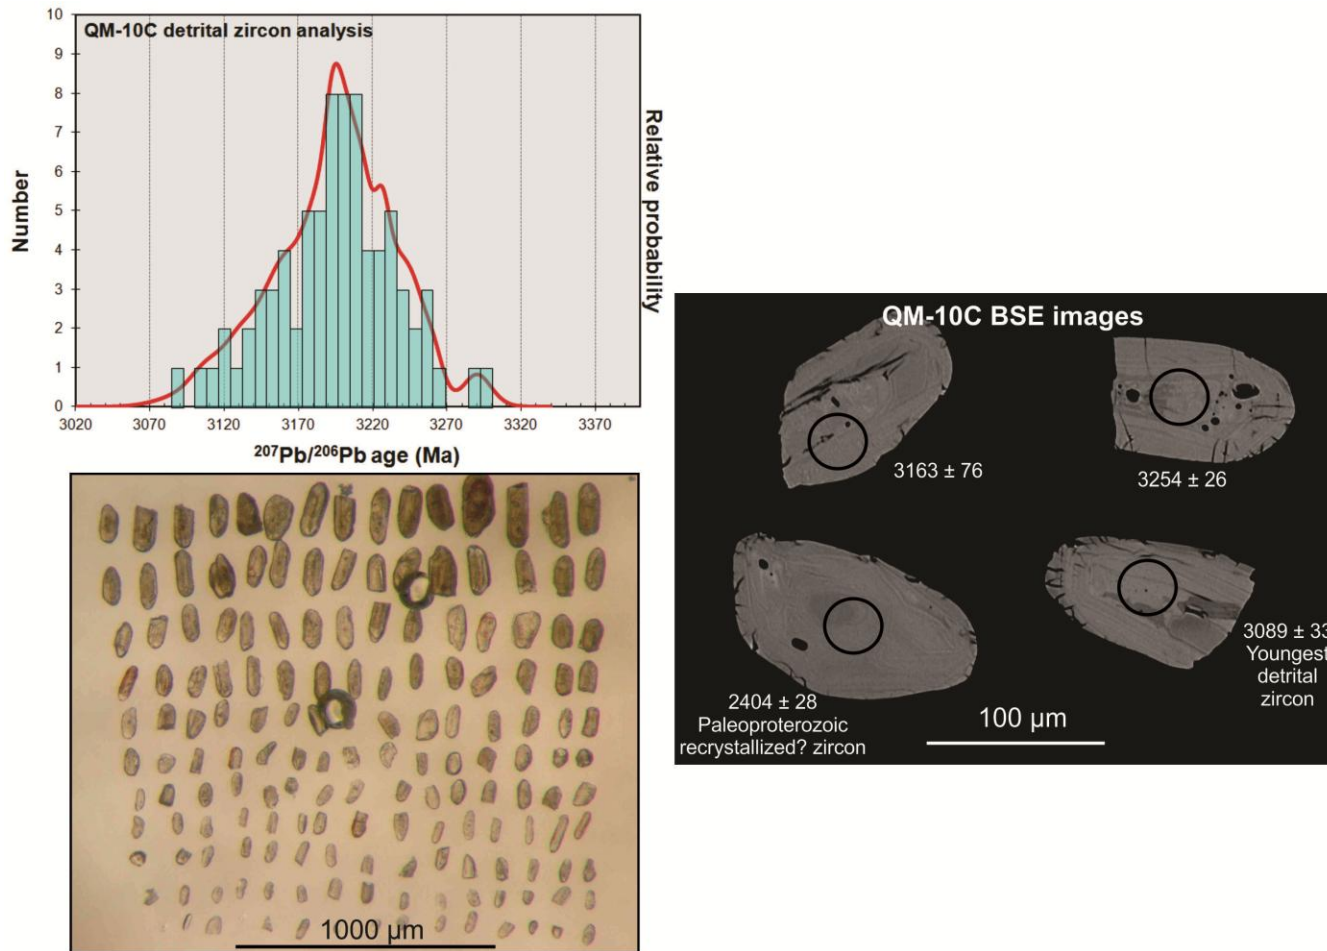 QM-10C detrital zircon analysis
10
9
8
7
6
5
4
3
2
1
0
Number
Relative probability
3020 3070 3120 3170 3220 3270 3320 3370
207Pb/206Pb age (Ma)
1000 µm
QM-10C BSE images
3163 ± 76
3254 ± 26
2404 ± 28
Paleoproterozoic
recrystallized? zircon
100 µm
3089 ± 33
Youngest
detrital
zircon